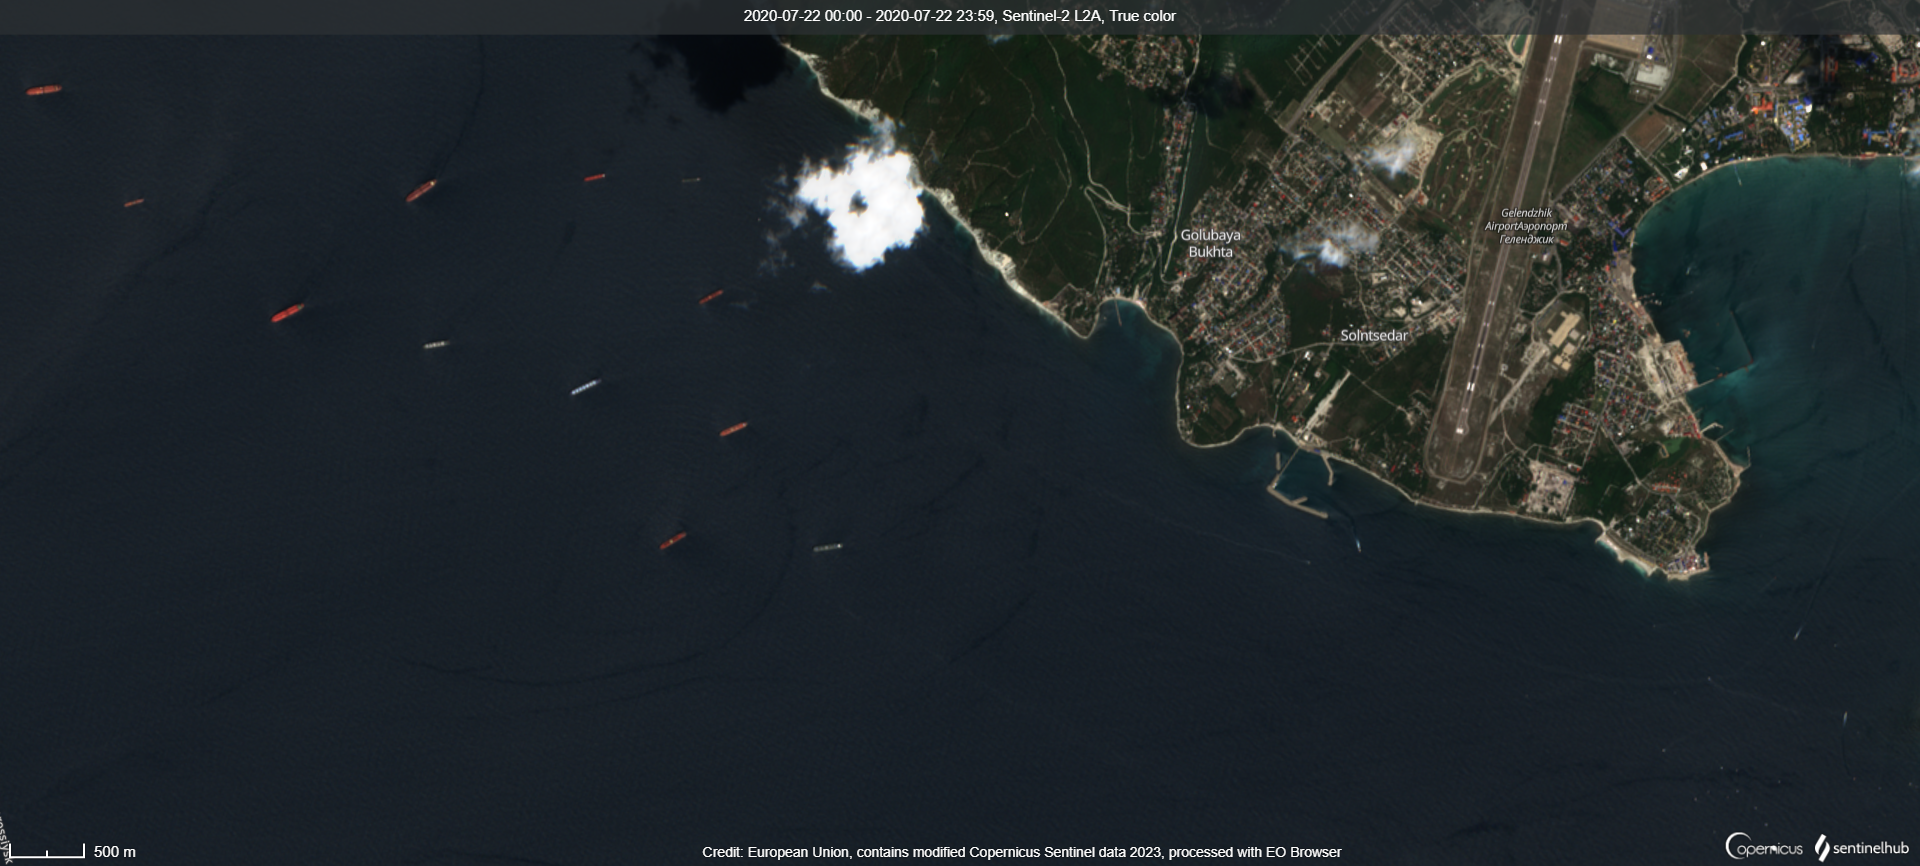 2020-07-22 00:00 - 2020-07-22 23:59, Sentinel-2 L2A, True color
Gelendzhik
AirportАэропорт
Геленджик
Golubaya
Bukhta
Solntsedar
500 m
Credit: European Union, contains modified Copernicus Sentinel data 2023, processed with EO Browser
Copernicus
sentinelhub